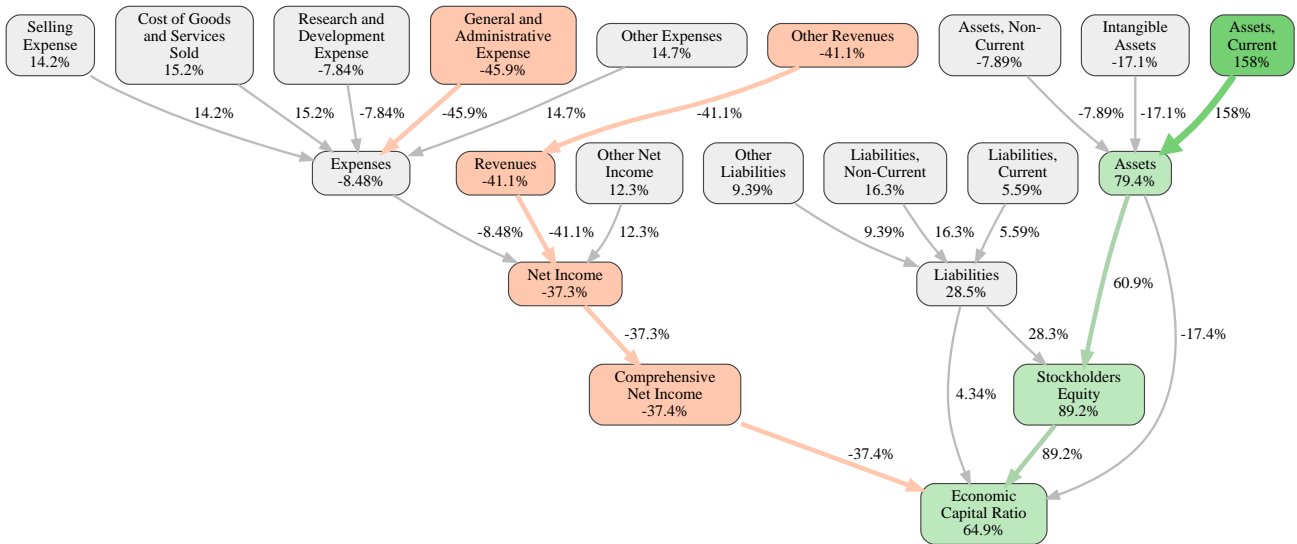 Selling
Expense
14.2%
Cost of Goods
and Services
Sold
15.2%
Research and
Development
Expense
-7.84%
General and
Administrative
Expense
-45.9%
Other Expenses
14.7%
Other Revenues
-41.1%
Assets, Non-
Current
-7.89%
Intangible
Assets
-17.1%
Assets,
Current
158%
14.2%
15.2%
-7.84%
-45.9%
14.7%
-41.1%
-7.89%
-17.1%
158%
Expenses
-8.48%
Revenues
-41.1%
Other Net
Income
12.3%
Other
Liabilities
9.39%
Liabilities,
Non-Current
16.3%
Liabilities,
Current
5.59%
Assets
79.4%
-8.48%
-41.1%
12.3%
9.39%
16.3%
5.59%
Net Income
-37.3%
Liabilities
28.5%
60.9%
-37.3%
28.3%
-17.4%
Comprehensive
Net Income
-37.4%
4.34%
Stockholders
Equity
89.2%
-37.4%
89.2%
Economic
Capital Ratio
64.9%